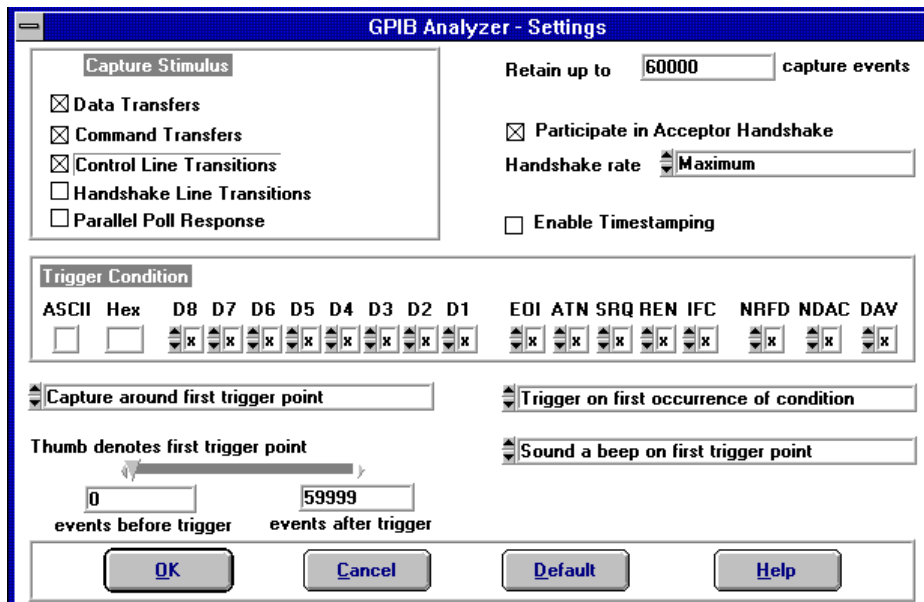 GPIB Analyzer - Settings
Capture Stimulus
Data Transfers
Command Transfers
Control Line Transitions
Handshake Line Transitions
Parallel Poll Response
Retain up to 60000 capture events
Participate in Acceptor Handshake
Handshake rate Maximum
Enable Timestamping
Trigger Condition
ASCII Hex D8 D7 D6 D5 D4 D3 D2 D1 EOI ATN SRQ REN IFC NRFD NDAC DAV
x x x x x x x x x x x x x x x x
Capture around first trigger point
Trigger on first occurrence of condition
Thumb denotes first trigger point
Sound a beep on first trigger point
0 59999
events before trigger events after trigger
OK Cancel Default Help